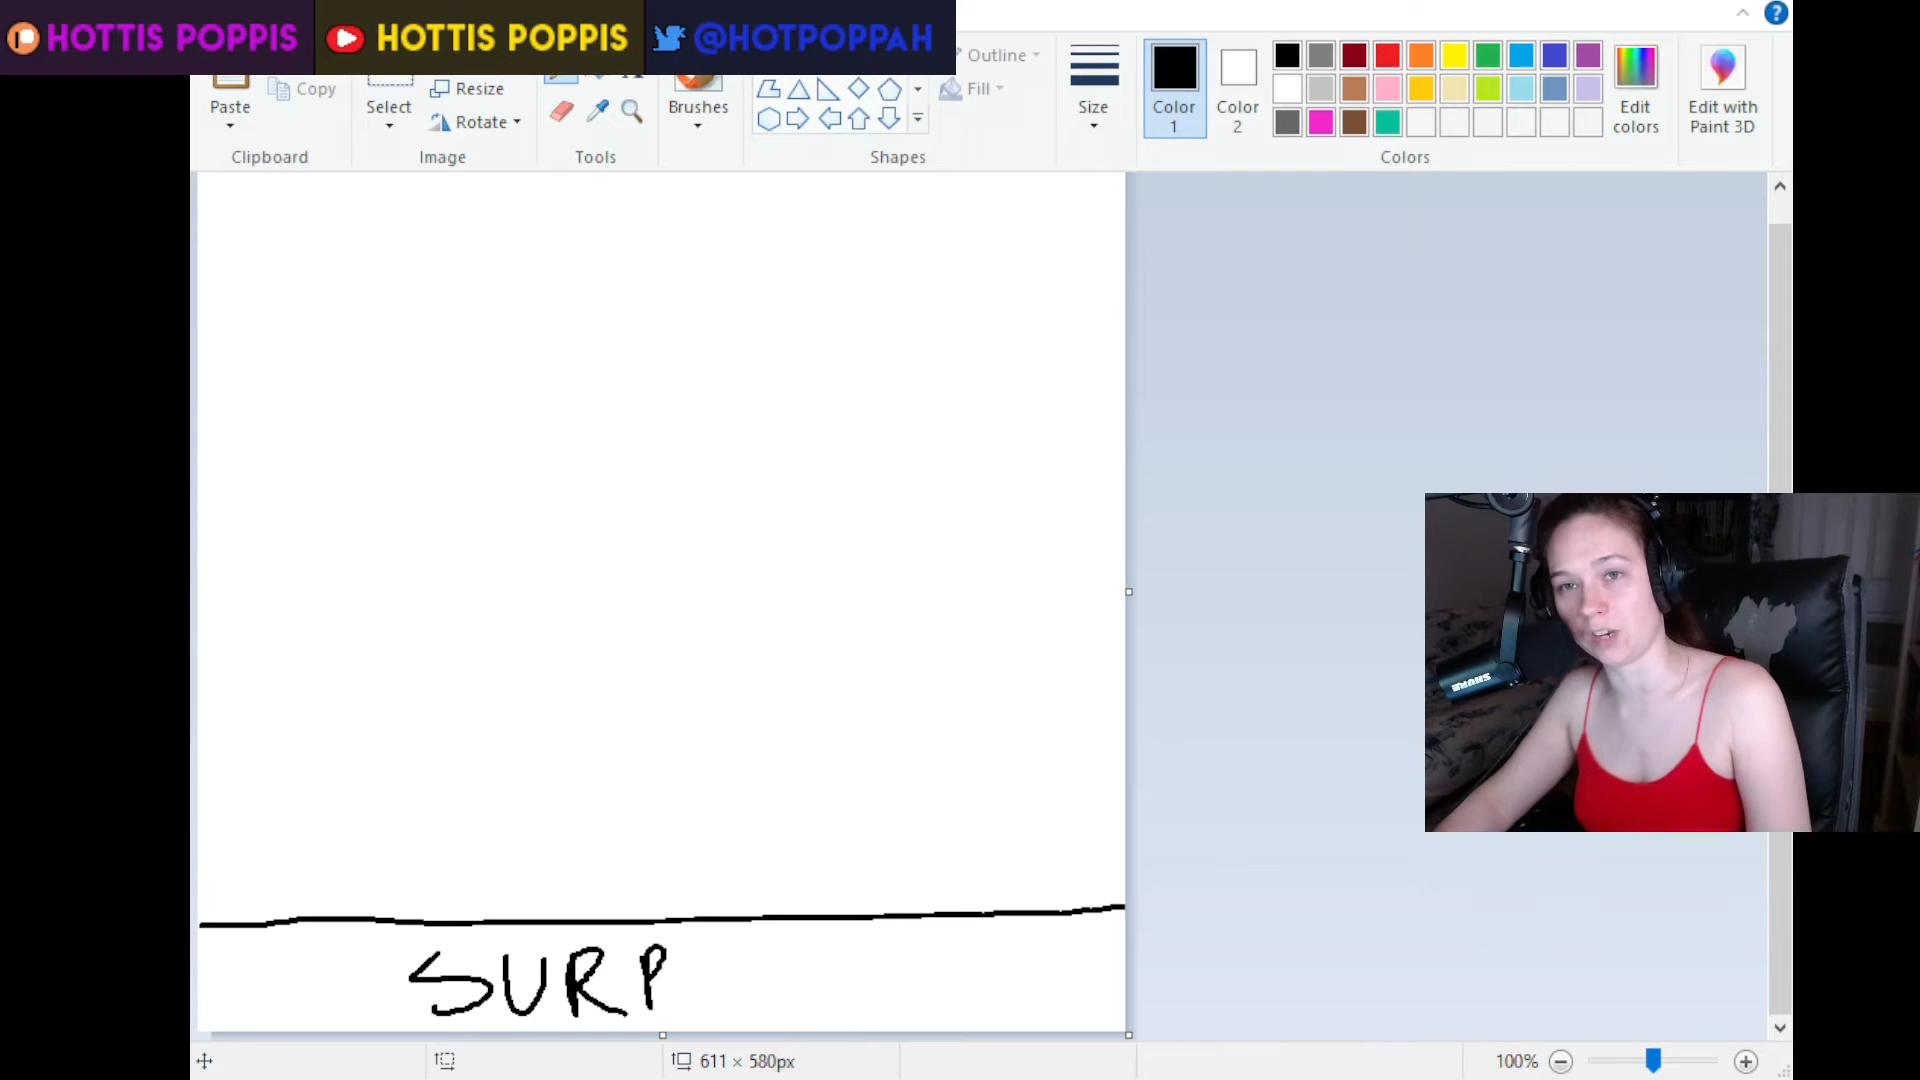 HOTTIS POPPIS HOTTIS POPPIS @HOTPOPPAH
Outline
Fill
Resize
Rotate
Copy
Paste
Select
Brushes
Size
Color 1
Color 2
Edit colors
Edit with Paint 3D
Clipboard
Image
Tools
Shapes
Colors
SHURE
SURP
611 × 580px
100%